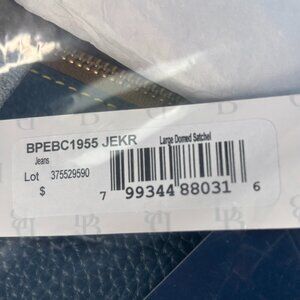 BPEBC1955 JEKR Large Domed Satchel
Jeans
Lot 375529590
$
7 99344 88031 6